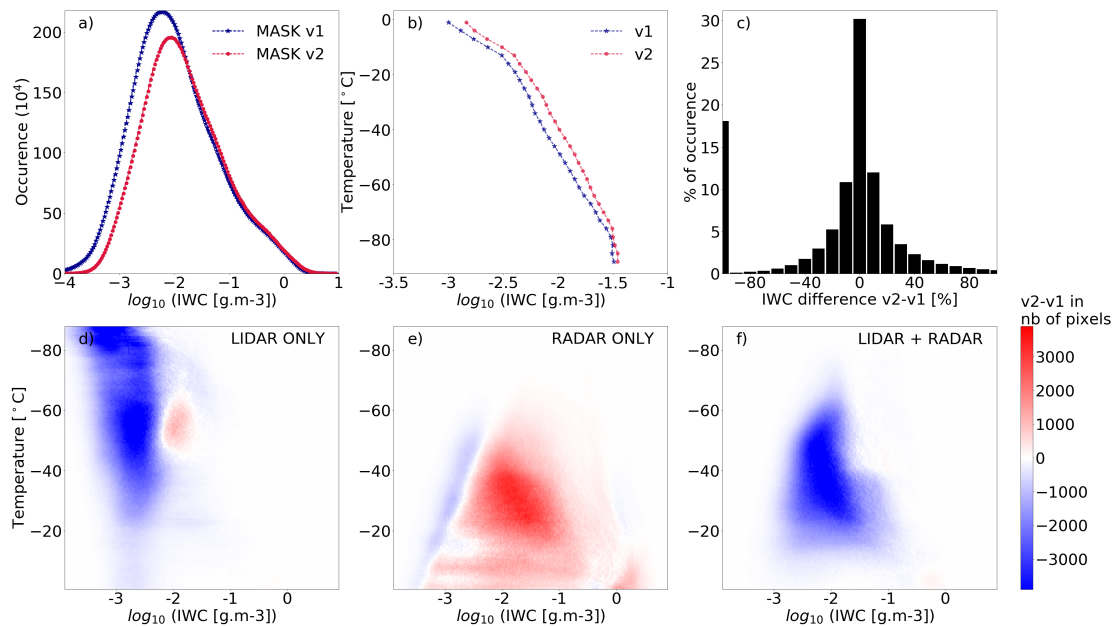 a)
MASK v1
MASK v2
200
150
100
50
0
Occurence (10⁴)
−4
−3
−2
−1
0
1
log₁₀ (IWC [g.m-3])
b)
v1
v2
0
−20
−40
−60
−80
Temperature [ ° C]
-3.5
-3
-2.5
-2
-1.5
-1
log₁₀ (IWC [g.m-3])
c)
30
25
20
15
10
5
0
% of occurence
−80
−40
0
40
80
IWC difference v2-v1 [%]
d)
LIDAR ONLY
−80
−60
−40
−20
Temperature [ ° C]
-3
-2
-1
0
log₁₀ (IWC [g.m-3])
e)
RADAR ONLY
−80
−60
−40
−20
-3
-2
-1
0
log₁₀ (IWC [g.m-3])
f)
LIDAR + RADAR
−80
−60
−40
−20
-3
-2
-1
0
log₁₀ (IWC [g.m-3])
v2-v1 in
nb of pixels
3000
2000
1000
0
−1000
−2000
−3000